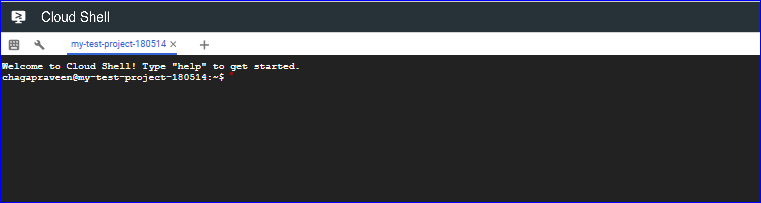 Cloud Shell
my-test-project-180514
Welcome to Cloud Shell! Type "help" to get started.
chagapraveen@my-test-project-180514:~$